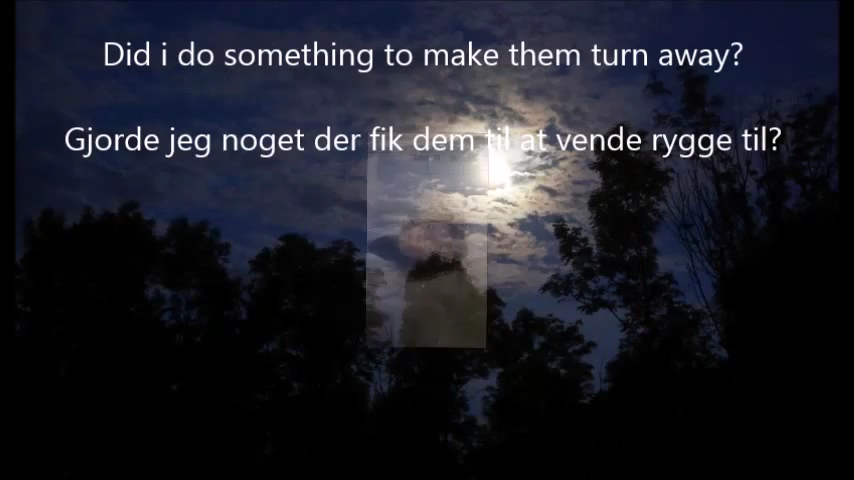 Did i do something to make them turn away?
Gjorde jeg noget der fik dem til at vende rygge til?